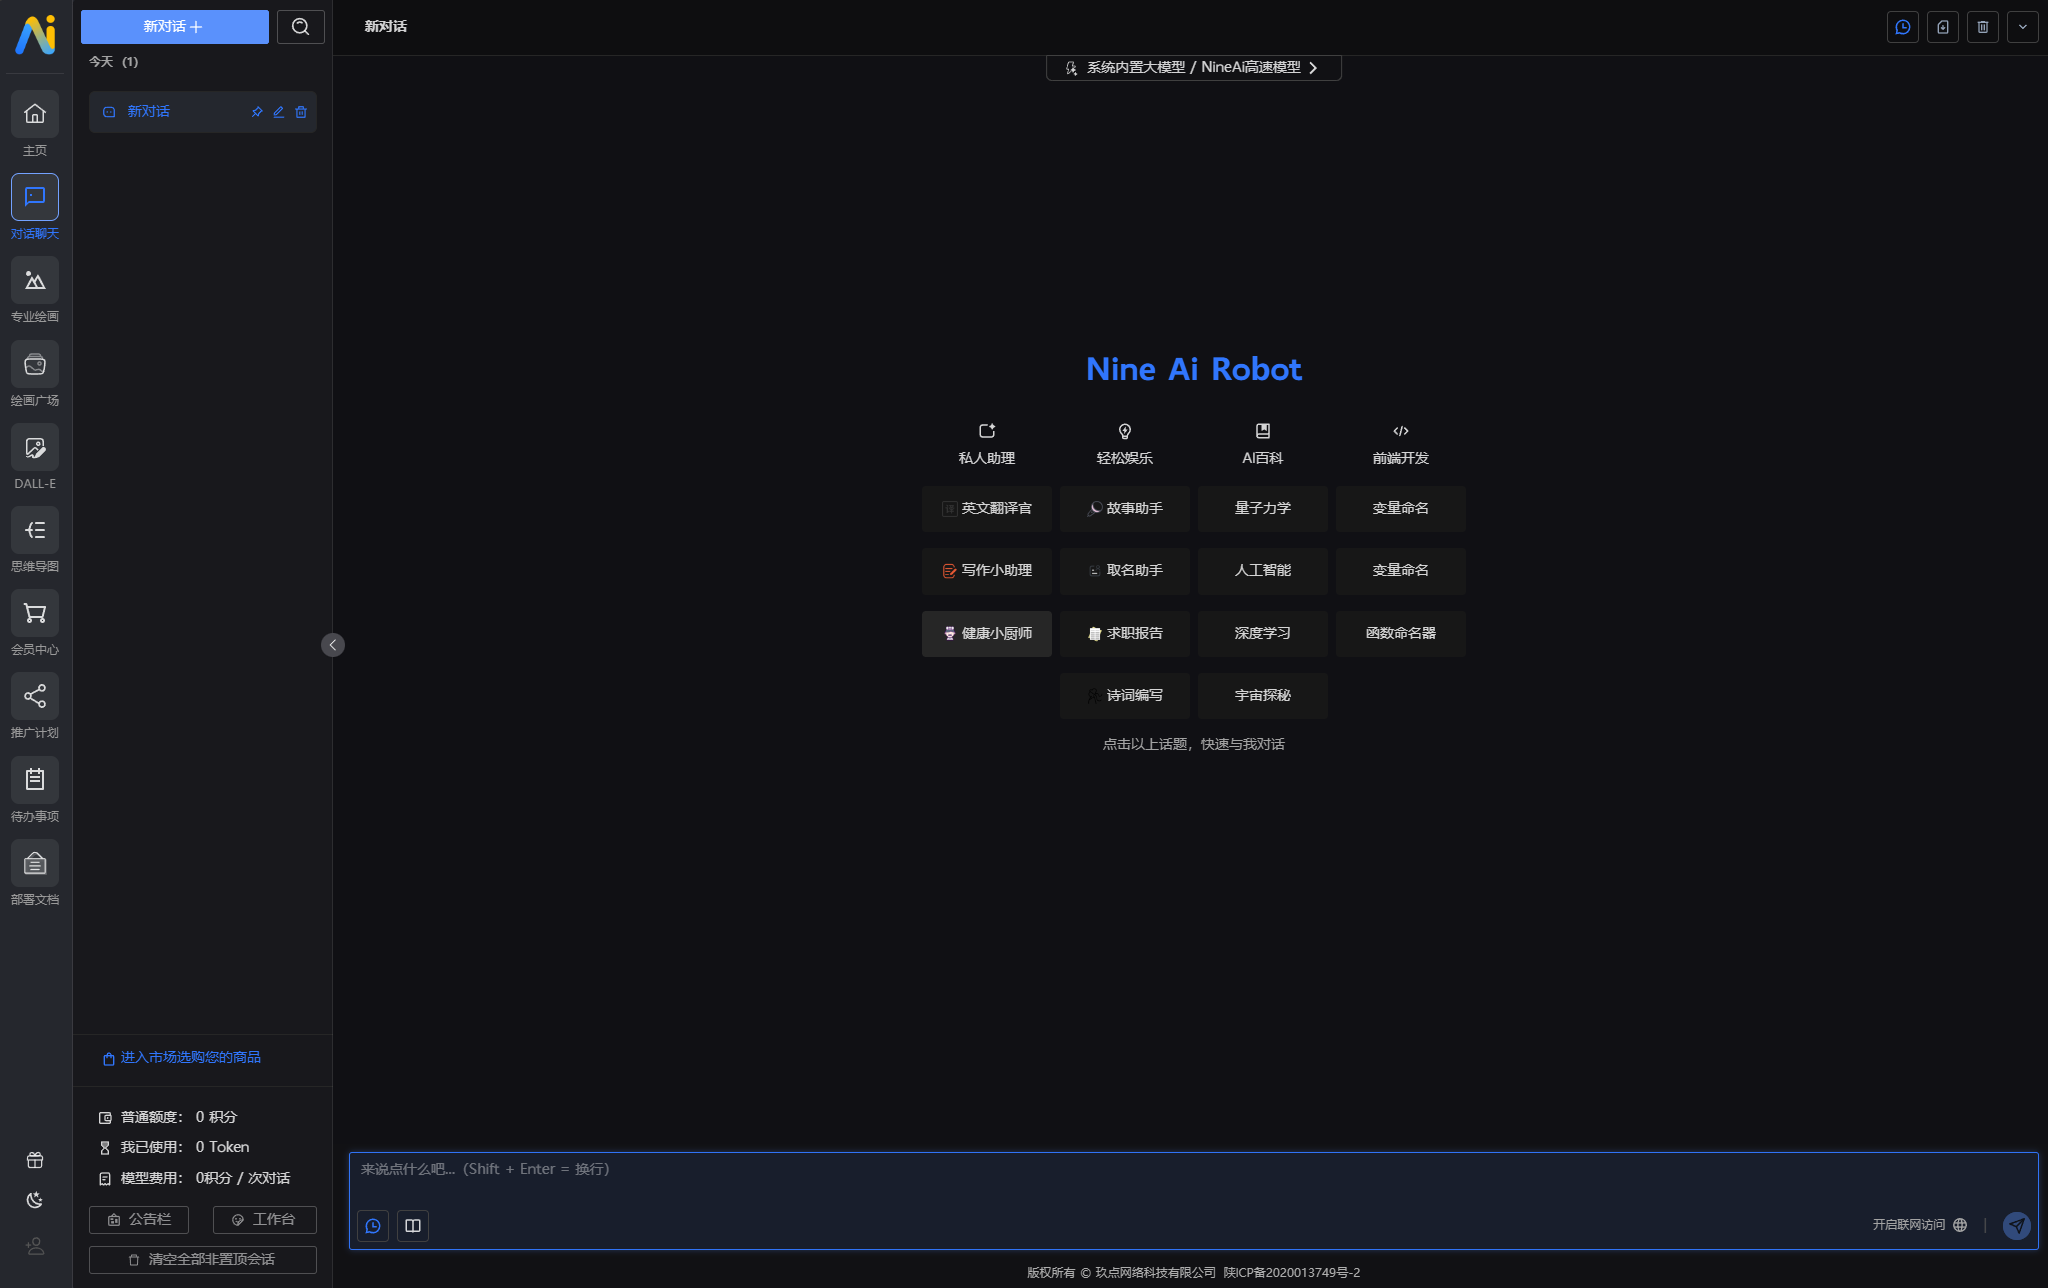 Ai
主页
对话聊天
专业绘画
绘画广场
DALL-E
思维导图
会员中心
推广计划
待办事项
部署文档
新对话
今天 (1)
新对话
进入市场选购您的商品
普通额度： 0 积分
我已使用： 0 Token
模型费用： 0积分 / 次对话
公告栏 工作台
清空全部非置顶会话
新对话
系统内置大模型 / NineAi高速模型
Nine Ai Robot
私人助理 轻松娱乐 AI百科 前端开发
英文翻译官 故事助手 量子力学 变量命名
写作小助理 取名助手 人工智能 变量命名
健康小厨师 求职报告 深度学习 函数命名器
诗词编写 宇宙探秘
点击以上话题，快速与我对话
来说点什么吧...（Shift + Enter = 换行）
开启联网访问
版权所有 © 玖点网络科技有限公司 陕ICP备2020013749号-2